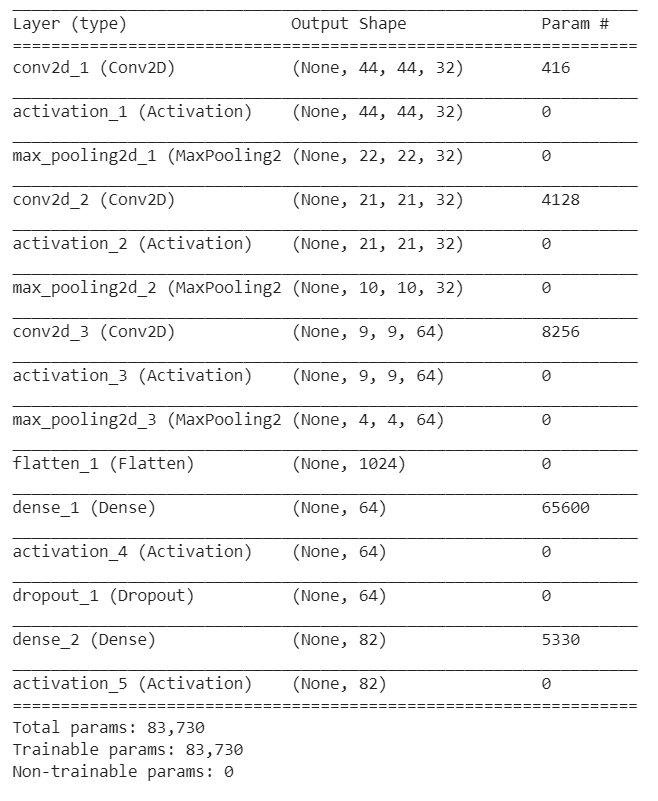 Layer (type) Output Shape Param #
=================================================================
conv2d_1 (Conv2D) (None, 44, 44, 32) 416
activation_1 (Activation) (None, 44, 44, 32) 0
max_pooling2d_1 (MaxPooling2 (None, 22, 22, 32) 0
conv2d_2 (Conv2D) (None, 21, 21, 32) 4128
activation_2 (Activation) (None, 21, 21, 32) 0
max_pooling2d_2 (MaxPooling2 (None, 10, 10, 32) 0
conv2d_3 (Conv2D) (None, 9, 9, 64) 8256
activation_3 (Activation) (None, 9, 9, 64) 0
max_pooling2d_3 (MaxPooling2 (None, 4, 4, 64) 0
flatten_1 (Flatten) (None, 1024) 0
dense_1 (Dense) (None, 64) 65600
activation_4 (Activation) (None, 64) 0
dropout_1 (Dropout) (None, 64) 0
dense_2 (Dense) (None, 82) 5330
activation_5 (Activation) (None, 82) 0
=================================================================
Total params: 83,730
Trainable params: 83,730
Non-trainable params: 0